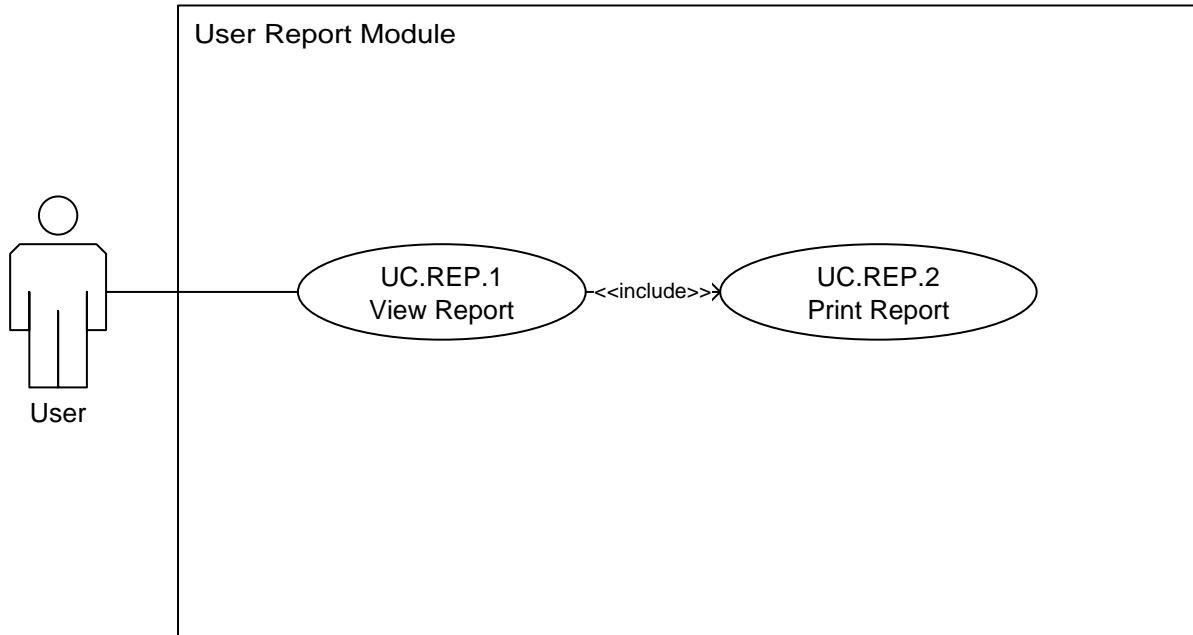 User Report Module
UC.REP.1
View Report
<<include>>
UC.REP.2
Print Report
User